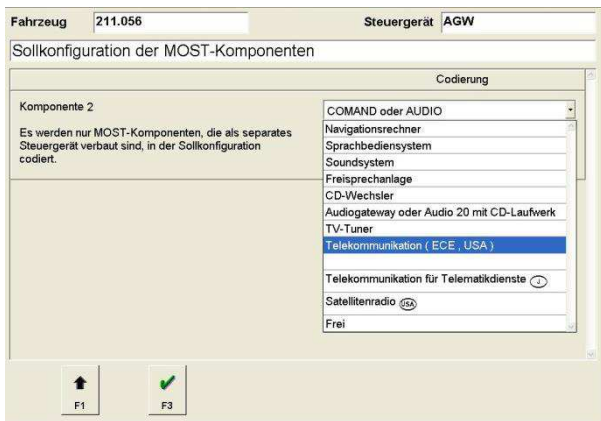 Fahrzeug 211.056 Steuergerät AGW
Sollkonfiguration der MOST-Komponenten
Codierung
Komponente 2
Es werden nur MOST-Komponenten, die als separates
Steuergerät verbaut sind, in der Sollkonfiguration
codiert.
COMAND oder AUDIO
Navigationsrechner
Sprachbediensystem
Soundsystem
Freisprechanlage
CD-Wechsler
Audiogateway oder Audio 20 mit CD-Laufwerk
TV-Tuner
Telekommunikation ( ECE , USA )
Telekommunikation für Telematikdienste J
Satellitenradio USA
Frei
F1 F3